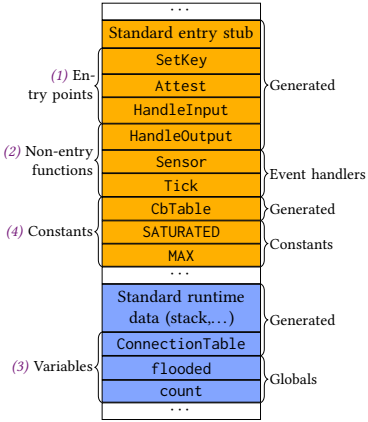 ...
Standard entry stub
SetKey
(1) En-
try points
Attest
Generated
HandleInput
HandleOutput
(2) Non-entry
functions
Sensor
Event handlers
Tick
CbTable
Generated
(4) Constants
SATURATED
Constants
MAX
...
Standard runtime
data (stack,...)
Generated
ConnectionTable
(3) Variables
flooded
Globals
count
...